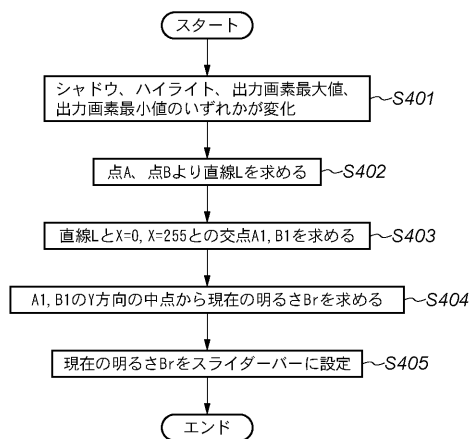 スタート
シャドウ、ハイライト、出力画素最大値、
出力画素最小値のいずれかが変化
S401
点A、点Bより直線Lを求める
S402
直線LとX=0,X=255との交点A1,B1を求める
S403
A1,B1のY方向の中点から現在の明るさBrを求める
S404
現在の明るさBrをスライダーバーに設定
S405
エンド